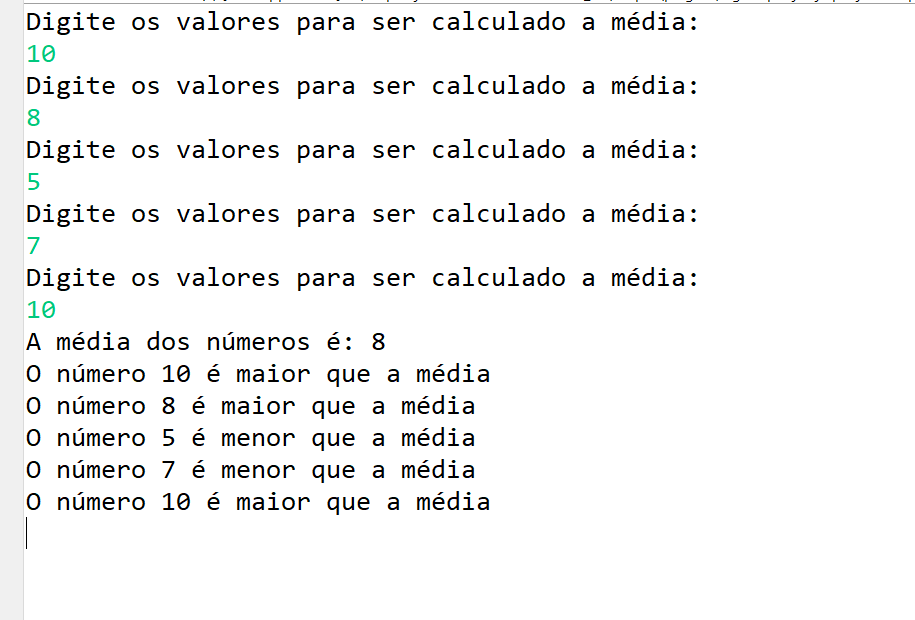 Digite os valores para ser calculado a média:
10
Digite os valores para ser calculado a média:
8
Digite os valores para ser calculado a média:
5
Digite os valores para ser calculado a média:
7
Digite os valores para ser calculado a média:
10
A média dos números é: 8
O número 10 é maior que a média
O número 8 é maior que a média
O número 5 é menor que a média
O número 7 é menor que a média
O número 10 é maior que a média